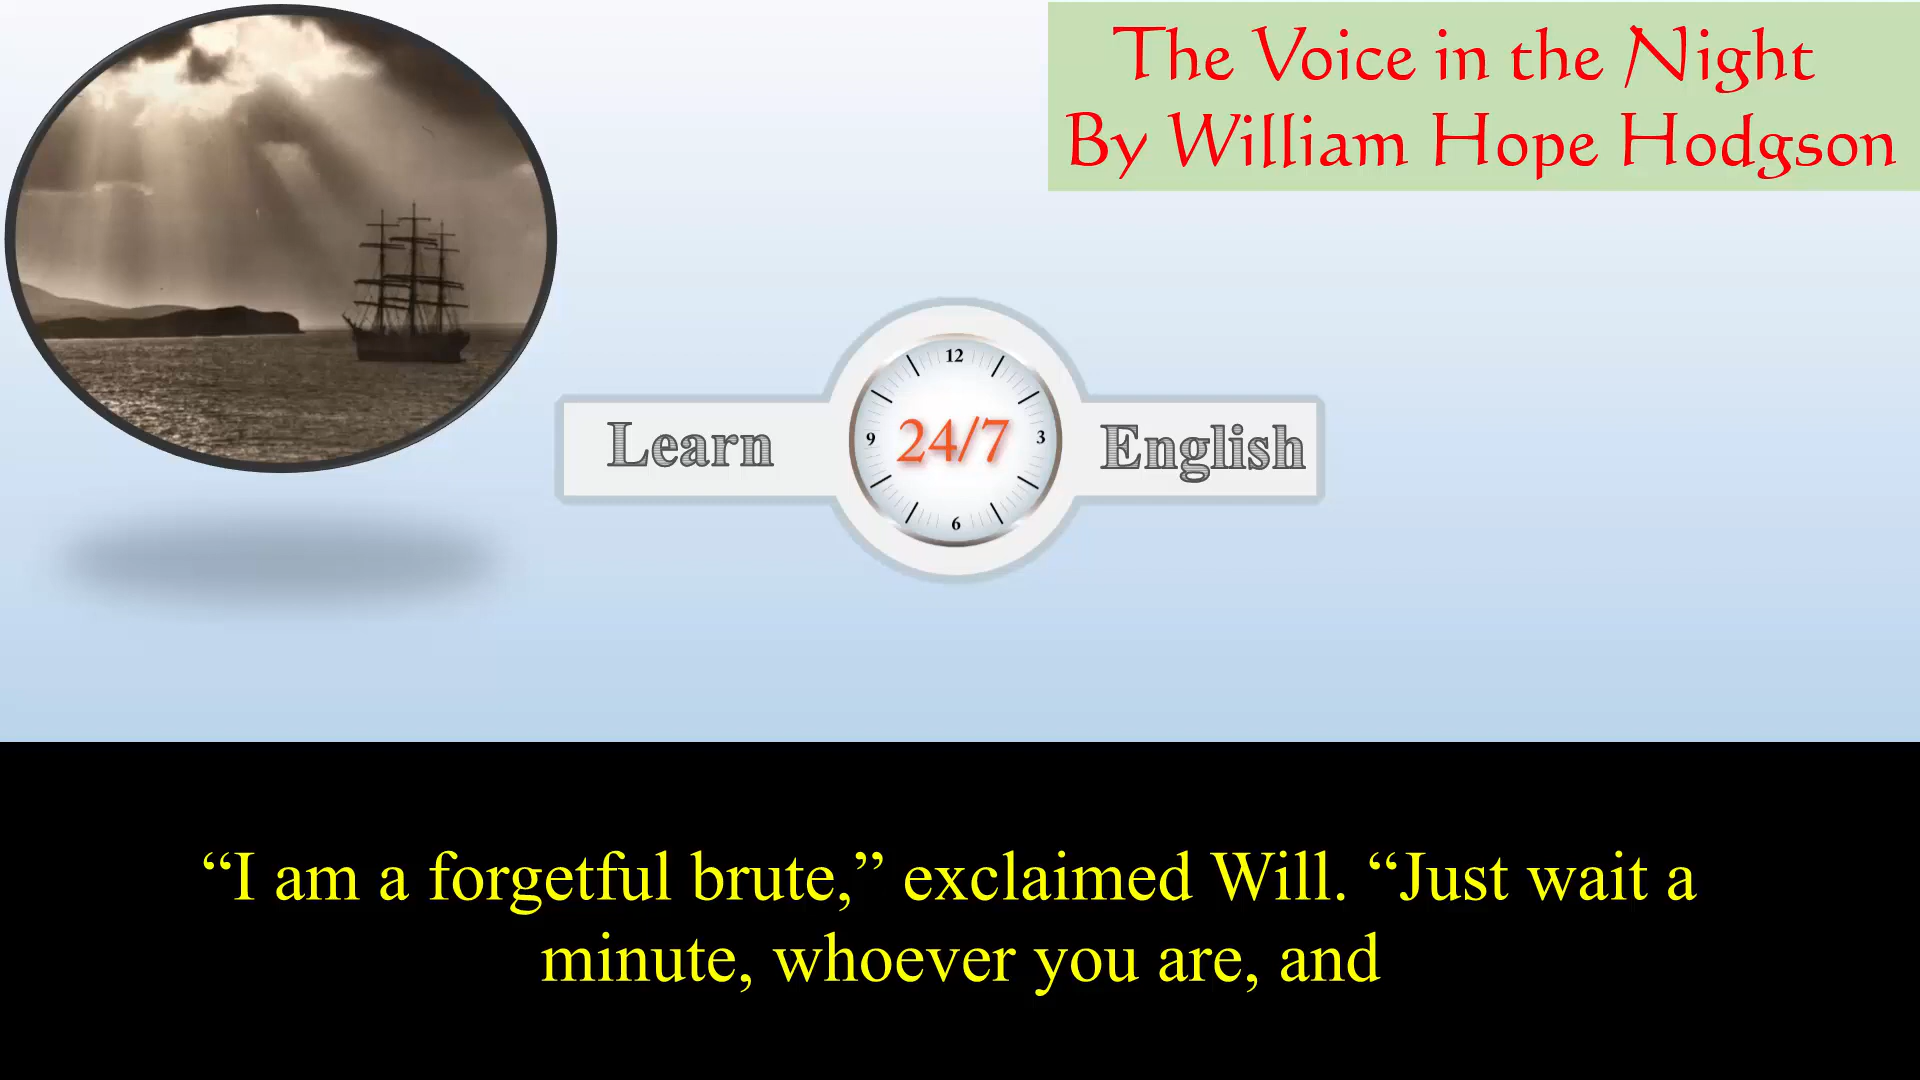 The Voice in the Night
By William Hope Hodgson
12
Learn
9
24/7
3
English
6
“I am a forgetful brute,” exclaimed Will. “Just wait a
minute, whoever you are, and